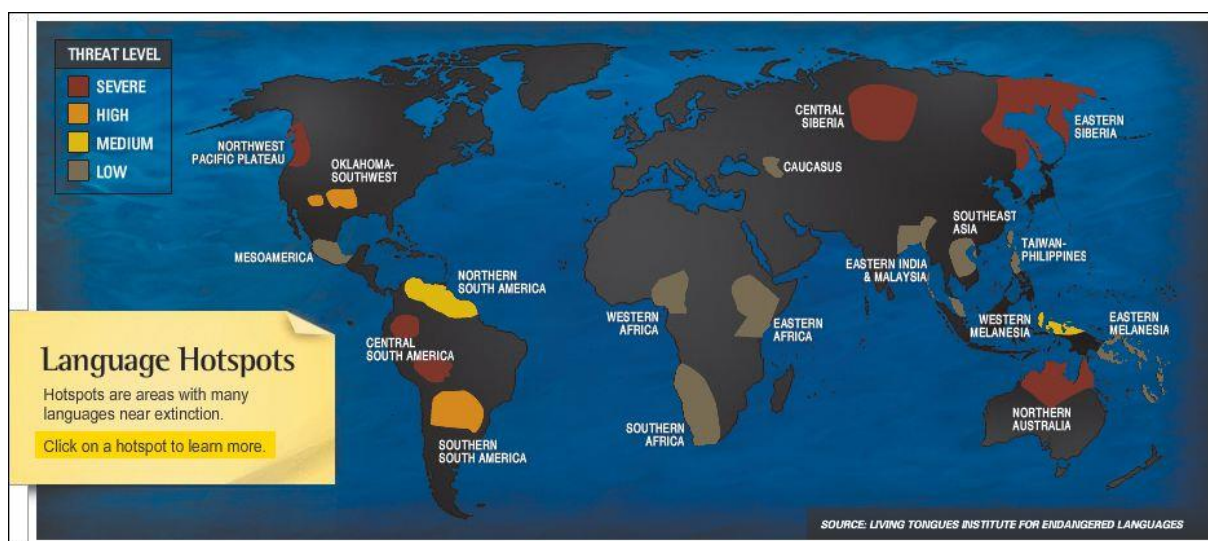 THREAT LEVEL
SEVERE
HIGH
MEDIUM
LOW
NORTHWEST
PACIFIC PLATEAU
OKLAHOMA-
SOUTHWEST
MESOAMERICA
NORTHERN
SOUTH AMERICA
CENTRAL
SOUTH AMERICA
SOUTHERN
SOUTH AMERICA
WESTERN
AFRICA
EASTERN
AFRICA
SOUTHERN
AFRICA
CENTRAL
SIBERIA
EASTERN
SIBERIA
CAUCASUS
SOUTHEAST
ASIA
TAIWAN-
PHILIPPINES
EASTERN INDIA
& MALAYSIA
WESTERN
MELANESIA
EASTERN
MELANESIA
NORTHERN
AUSTRALIA
Language Hotspots
Hotspots are areas with many
languages near extinction.
Click on a hotspot to learn more.
SOURCE: LIVING TONGUES INSTITUTE FOR ENDANGERED LANGUAGES